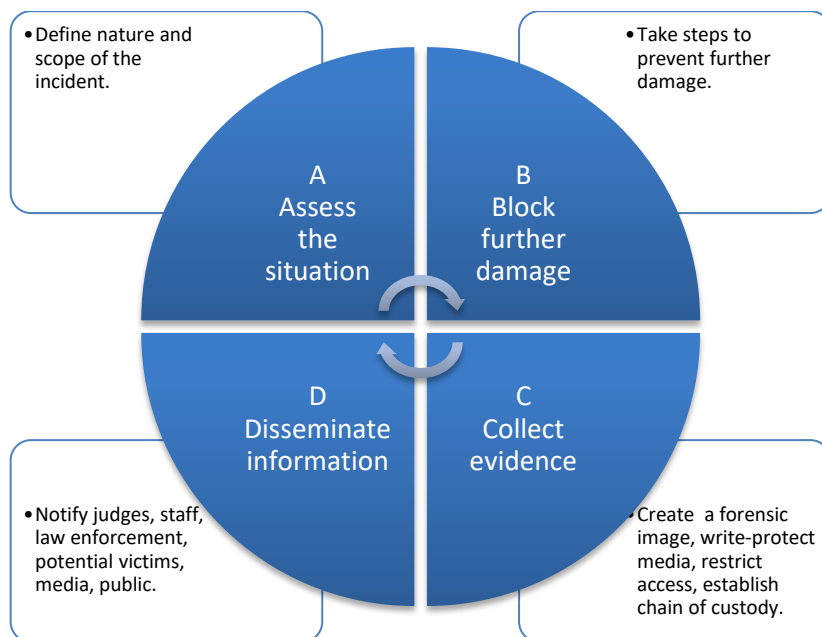 •Define nature and
scope of the
incident.
•Take steps to
prevent further
damage.
A
Assess
the
situation
B
Block
further
damage
D
Disseminate
information
C
Collect
evidence
•Notify judges, staff,
law enforcement,
potential victims,
media, public.
•Create a forensic
image, write-protect
media, restrict
access, establish
chain of custody.